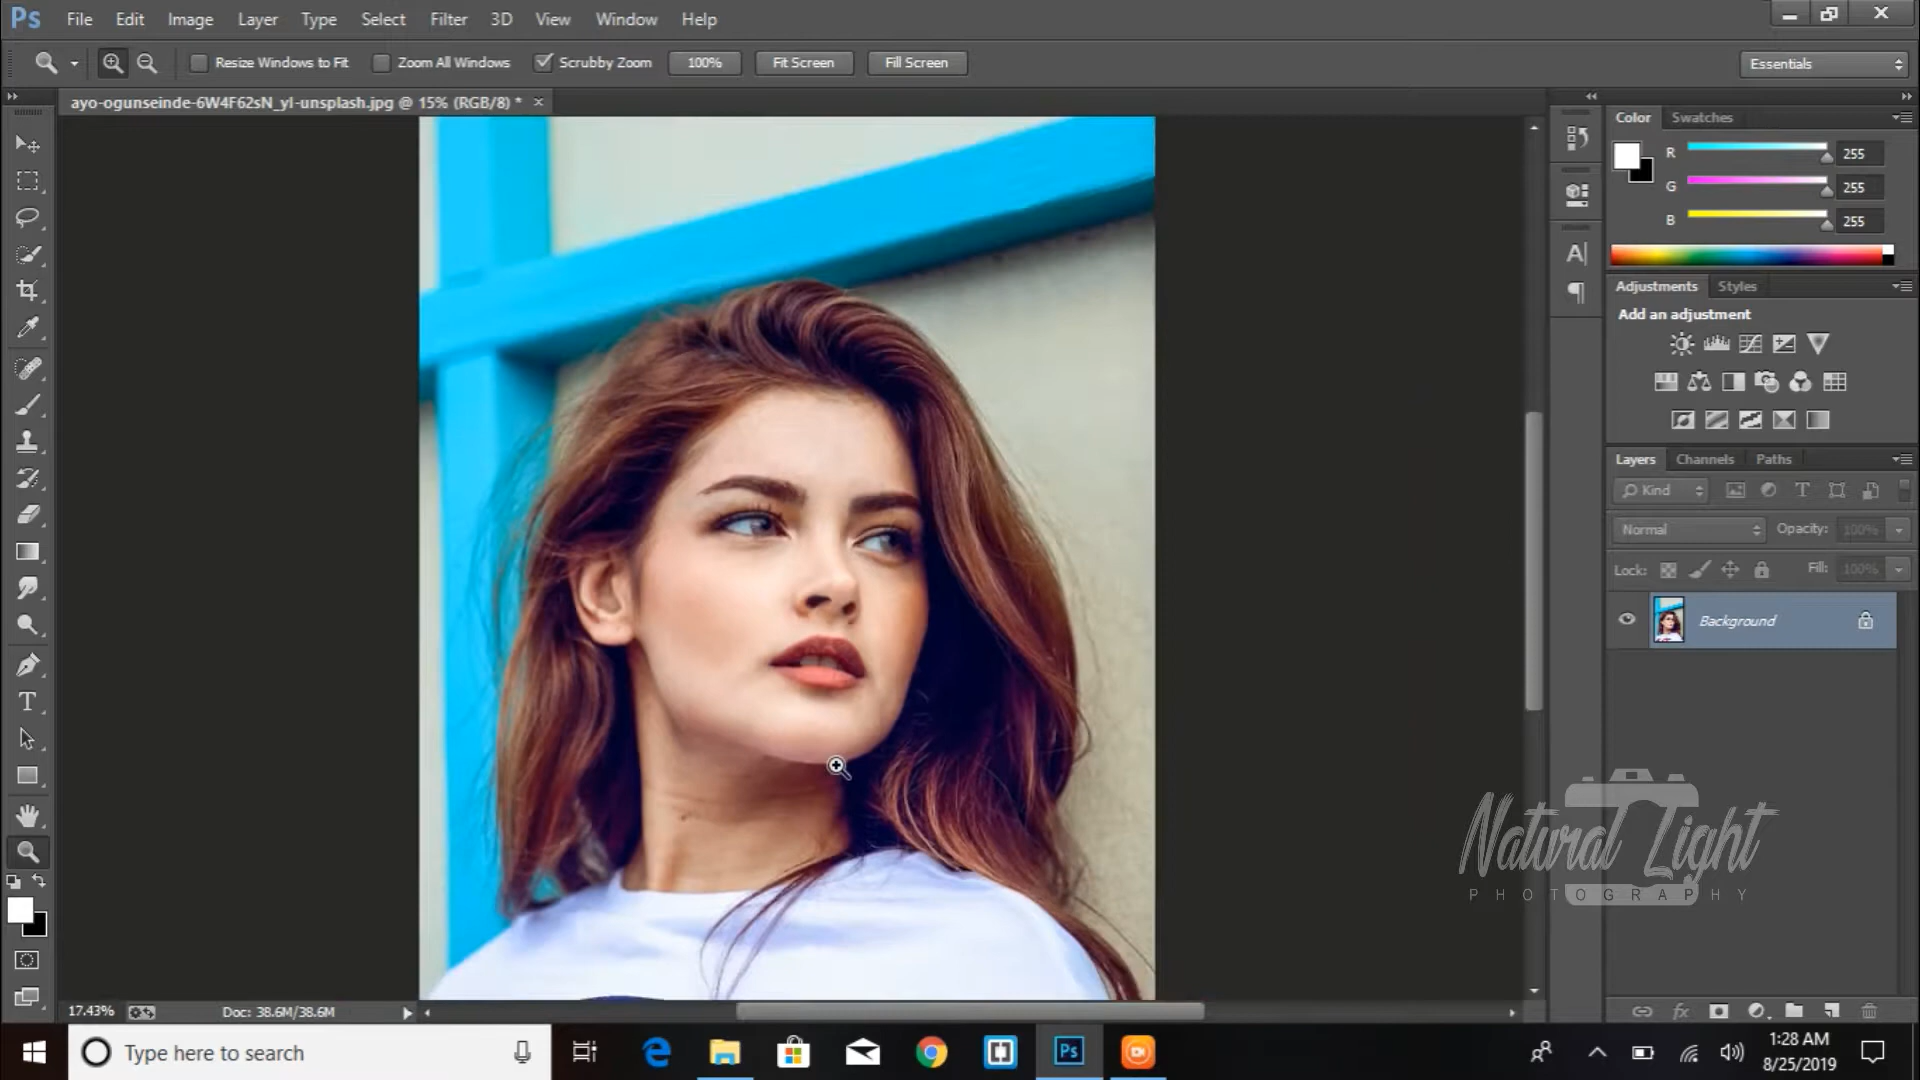 Ps File Edit Image Layer Type Select Filter 3D View Window Help
Resize Windows to Fit Zoom All Windows Scrubby Zoom 100% Fit Screen Fill Screen Essentials
ayo-ogunseinde-6W4F62sN_yI-unsplash.jpg @ 15% (RGB/8) *
Color Swatches
R 255
G 255
B 255
Adjustments Styles
Add an adjustment
Layers Channels Paths
Kind
Normal Opacity: 100%
Lock: Fill: 100%
Background
Natural Light
PHOTOGRAPHY
17.43% Doc: 38.6M/38.6M
Type here to search
Ps
1:28 AM
8/25/2019